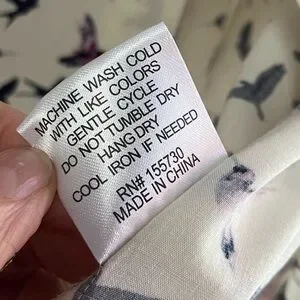 MACHINE WASH COLD
WITH LIKE COLORS
GENTLE CYCLE
DO NOT TUMBLE DRY
HANG DRY
COOL IRON IF NEEDED
RN# 155730
MADE IN CHINA